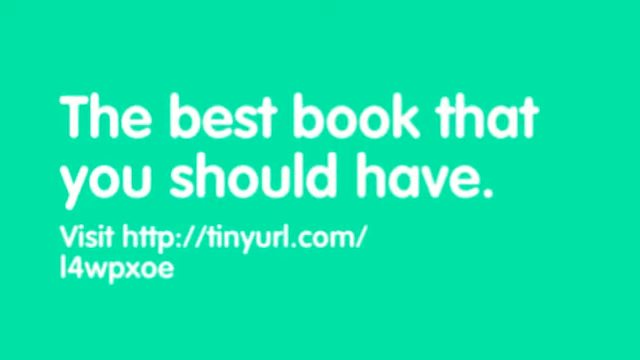 The best book that
you should have.
Visit http://tinyurl.com/
l4wpxoe